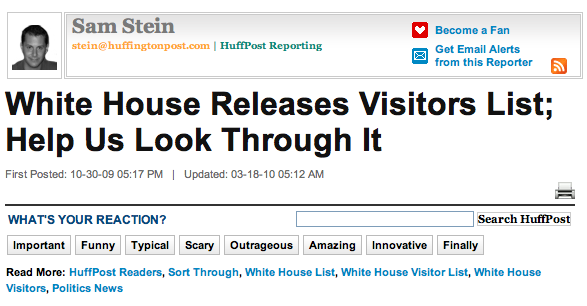 Sam Stein
stein@huffingtonpost.com | HuffPost Reporting
Become a Fan
Get Email Alerts
from this Reporter
White House Releases Visitors List;
Help Us Look Through It
First Posted: 10-30-09 05:17 PM | Updated: 03-18-10 05:12 AM
WHAT'S YOUR REACTION?
Search HuffPost
Important Funny Typical Scary Outrageous Amazing Innovative Finally
Read More: HuffPost Readers, Sort Through, White House List, White House Visitor List, White House
Visitors, Politics News